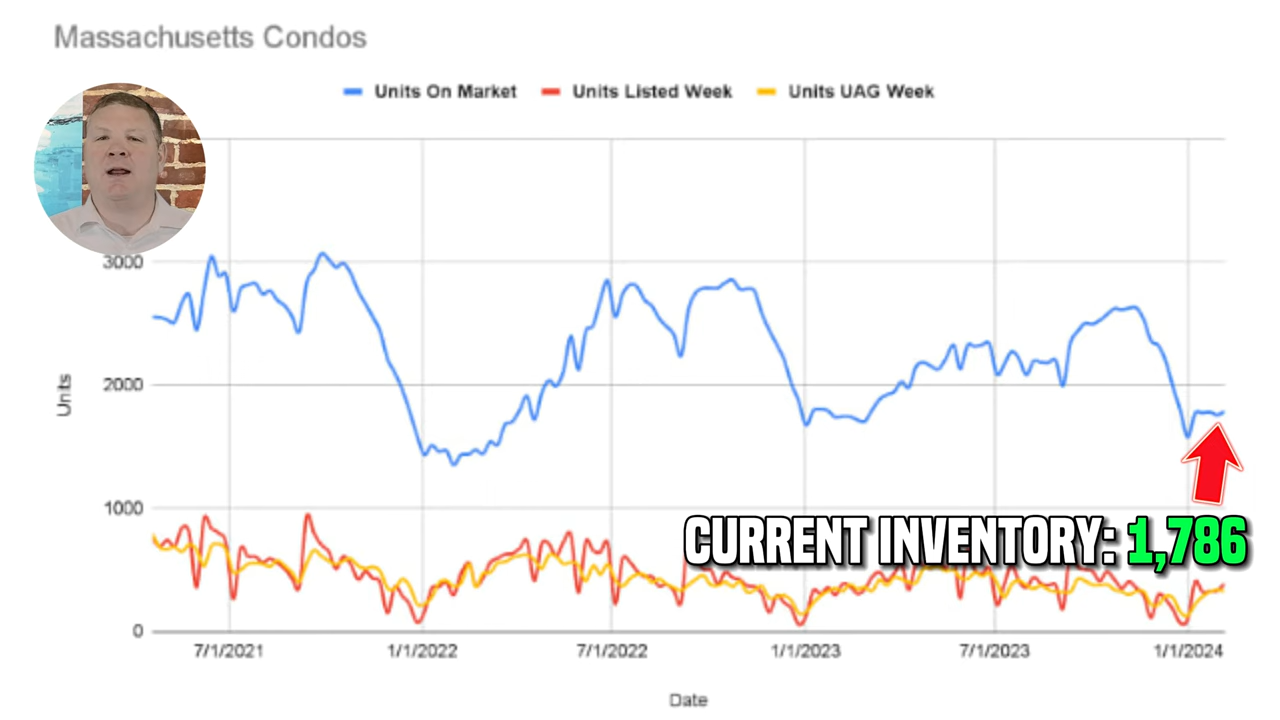 Massachusetts Condos
Units On Market Units Listed Week Units UAG Week
3000
2000
1000
0
Units
CURRENT INVENTORY: 1,786
7/1/2021 1/1/2022 7/1/2022 1/1/2023 7/1/2023 1/1/2024
Date